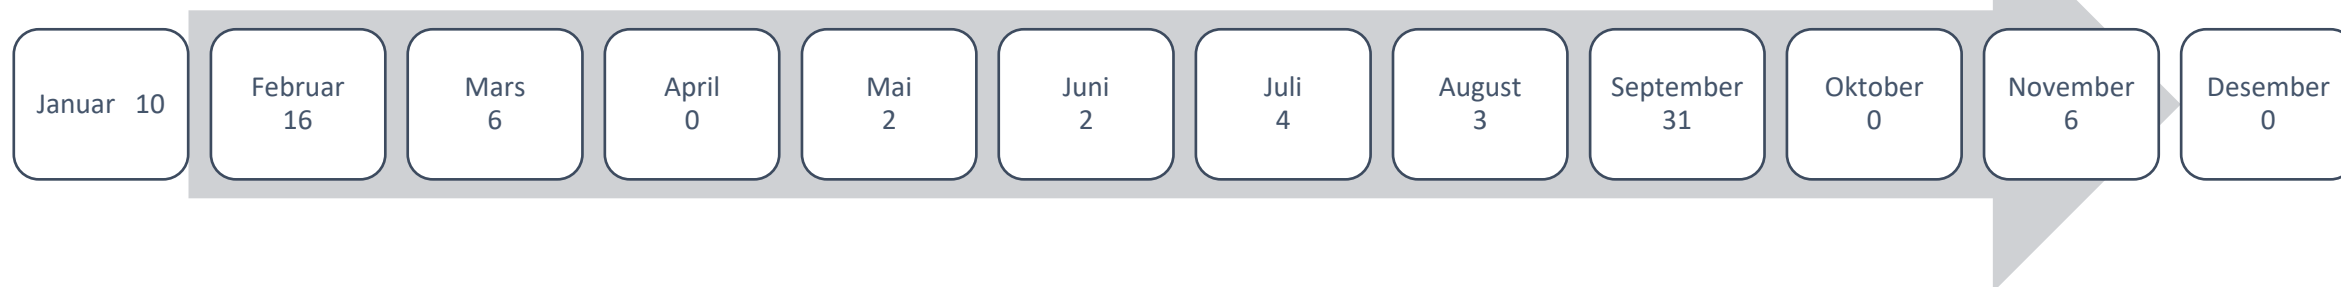 Januar 10
Februar
16
Mars
6
April
0
Mai
2
Juni
2
Juli
4
August
3
September
31
Oktober
0
November
6
Desember
0